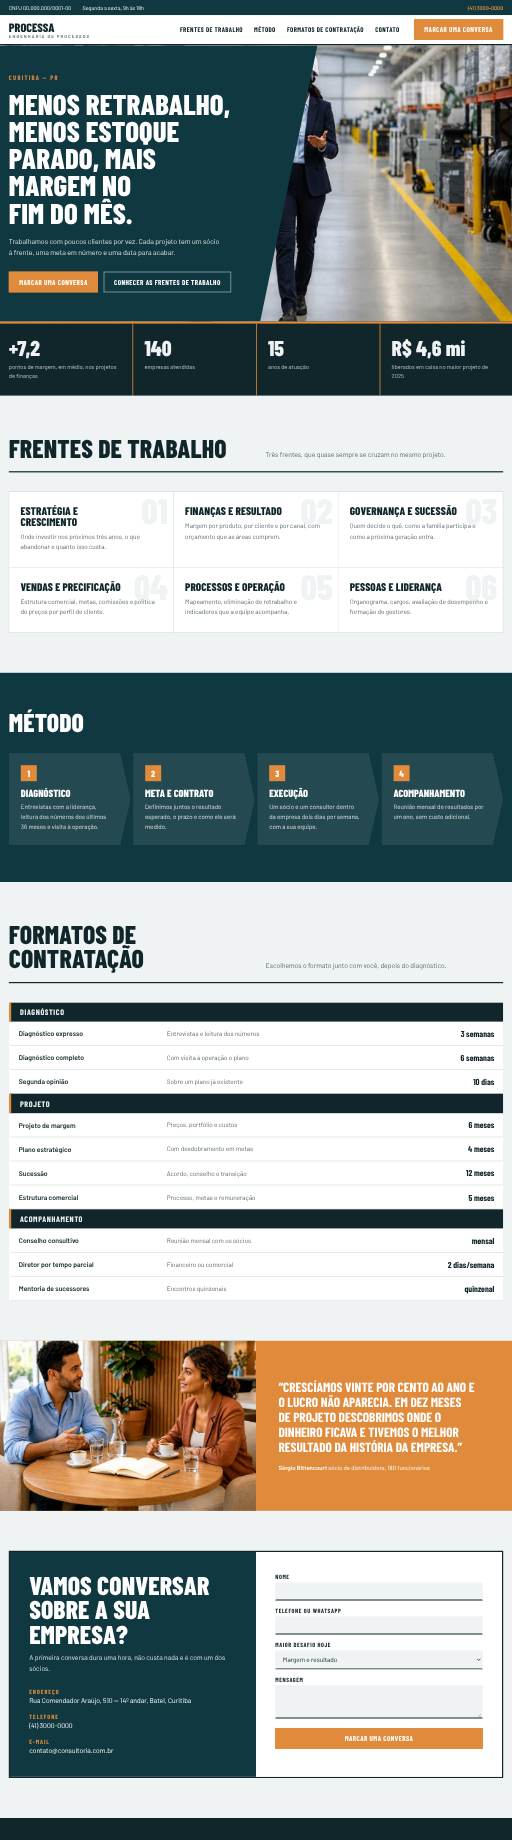 CNPJ 00.000.000/0001-00 Segunda a sexta, 9h às 18h (41) 3000-0000
PROCESSA
ENGENHARIA DE PROCESSOS
FRENTES DE TRABALHO MÉTODO FORMATOS DE CONTRATAÇÃO CONTATO MARCAR UMA CONVERSA
CURITIBA — PR
MENOS RETRABALHO,
MENOS ESTOQUE
PARADO, MAIS
MARGEM NO
FIM DO MÊS.
Trabalhamos com poucos clientes por vez. Cada projeto tem um sócio
à frente, uma meta em número e uma data para acabar.
MARCAR UMA CONVERSA CONHECER AS FRENTES DE TRABALHO
+7,2
pontos de margem, em média, nos projetos
de finanças
140
empresas atendidas
15
anos de atuação
R$ 4,6 mi
liberados em caixa no maior projeto de
2025
FRENTES DE TRABALHO
Três frentes, que quase sempre se cruzam no mesmo projeto.
01
ESTRATÉGIA E
CRESCIMENTO
Onde investir nos próximos três anos, o que
abandonar e quanto isso custa.
02
FINANÇAS E RESULTADO
Margem por produto, por cliente e por canal, com
orçamento que as áreas cumprem.
03
GOVERNANÇA E SUCESSÃO
Quem decide o quê, como a família participa e
como a próxima geração entra.
04
VENDAS E PRECIFICAÇÃO
Estrutura comercial, metas, comissões e política
de preços por perfil de cliente.
05
PROCESSOS E OPERAÇÃO
Mapeamento, eliminação de retrabalho e
indicadores que a equipe acompanha.
06
PESSOAS E LIDERANÇA
Organograma, cargos, avaliação de desempenho e
formação de gestores.
MÉTODO
1
DIAGNÓSTICO
Entrevistas com a liderança,
leitura dos números dos últimos
36 meses e visita à operação.
2
META E CONTRATO
Definimos juntos o resultado
esperado, o prazo e como ele será
medido.
3
EXECUÇÃO
Um sócio e um consultor dentro
da empresa dois dias por semana,
com a sua equipe.
4
ACOMPANHAMENTO
Reunião mensal de resultados por
um ano, sem custo adicional.
FORMATOS DE
CONTRATAÇÃO
Escolhemos o formato junto com você, depois do diagnóstico.
DIAGNÓSTICO
Diagnóstico expresso Entrevistas e leitura dos números 3 semanas
Diagnóstico completo Com visita à operação e plano 6 semanas
Segunda opinião Sobre um plano já existente 10 dias
PROJETO
Projeto de margem Preços, portfólio e custos 6 meses
Plano estratégico Com desdobramento em metas 4 meses
Sucessão Acordo, conselho e transição 12 meses
Estrutura comercial Processo, metas e remuneração 5 meses
ACOMPANHAMENTO
Conselho consultivo Reunião mensal com os sócios mensal
Diretor por tempo parcial Financeiro ou comercial 2 dias/semana
Mentoria de sucessores Encontros quinzenais quinzenal
"CRESCÍAMOS VINTE POR CENTO AO ANO E
O LUCRO NÃO APARECIA. EM DEZ MESES
DE PROJETO DESCOBRIMOS ONDE O
DINHEIRO FICAVA E TIVEMOS O MELHOR
RESULTADO DA HISTÓRIA DA EMPRESA."
Sérgio Bittencourt sócio de distribuidora, 180 funcionários
VAMOS CONVERSAR
SOBRE A SUA
EMPRESA?
A primeira conversa dura uma hora, não custa nada e é com um dos
sócios.
ENDEREÇO
Rua Comendador Araújo, 510 — 14º andar, Batel, Curitiba
TELEFONE
(41) 3000-0000
E-MAIL
contato@consultoria.com.br
NOME
TELEFONE OU WHATSAPP
MAIOR DESAFIO HOJE
Margem e resultado
MENSAGEM
MARCAR UMA CONVERSA